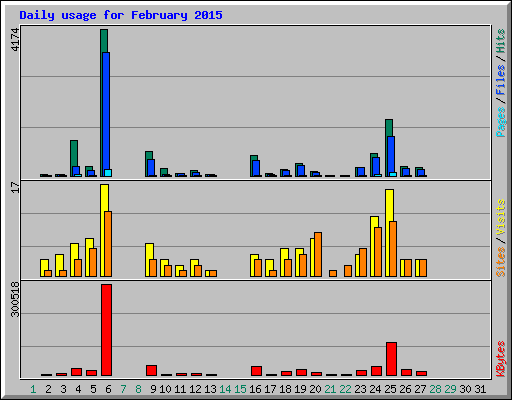 Daily usage for February 2015
4174
Pages / Files / Hits
17
Sites / Visits
300518
KBytes
1 2 3 4 5 6 7 8 9 10 11 12 13 14 15 16 17 18 19 20 21 22 23 24 25 26 27 28 29 30 31